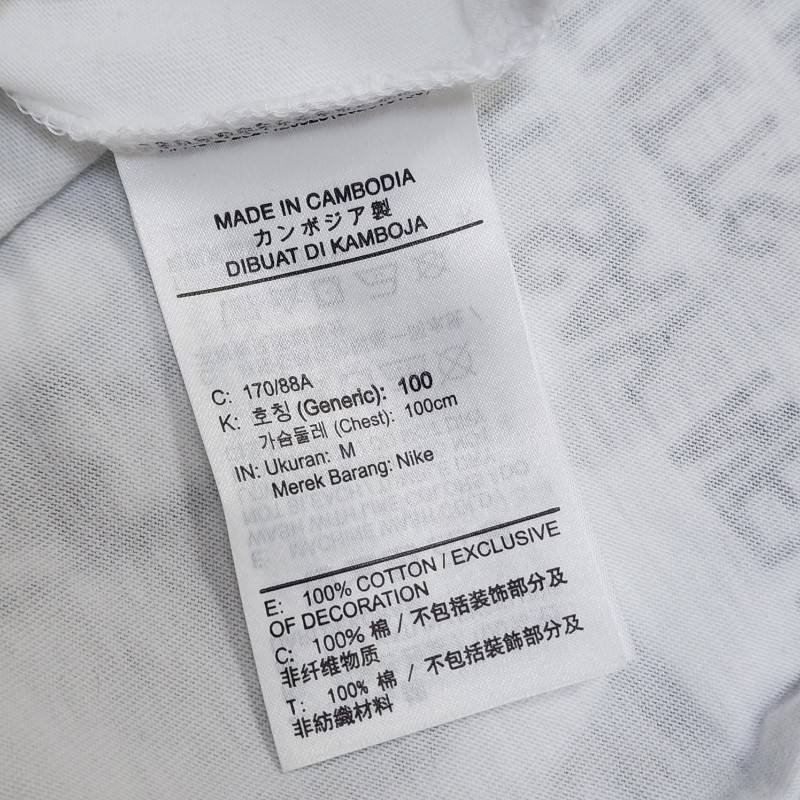 MADE IN CAMBODIA
カンボジア製
DIBUAT DI KAMBOJA
C: 170/88A
K: 호칭 (Generic): 100
가슴둘레 (Chest): 100cm
IN: Ukuran: M
Merek Barang: Nike
E: 100% COTTON / EXCLUSIVE
OF DECORATION
C: 100% 棉 / 不包括装饰部分及
非纤维物质
T: 100% 棉 / 不包括裝飾部分及
非紡織材料